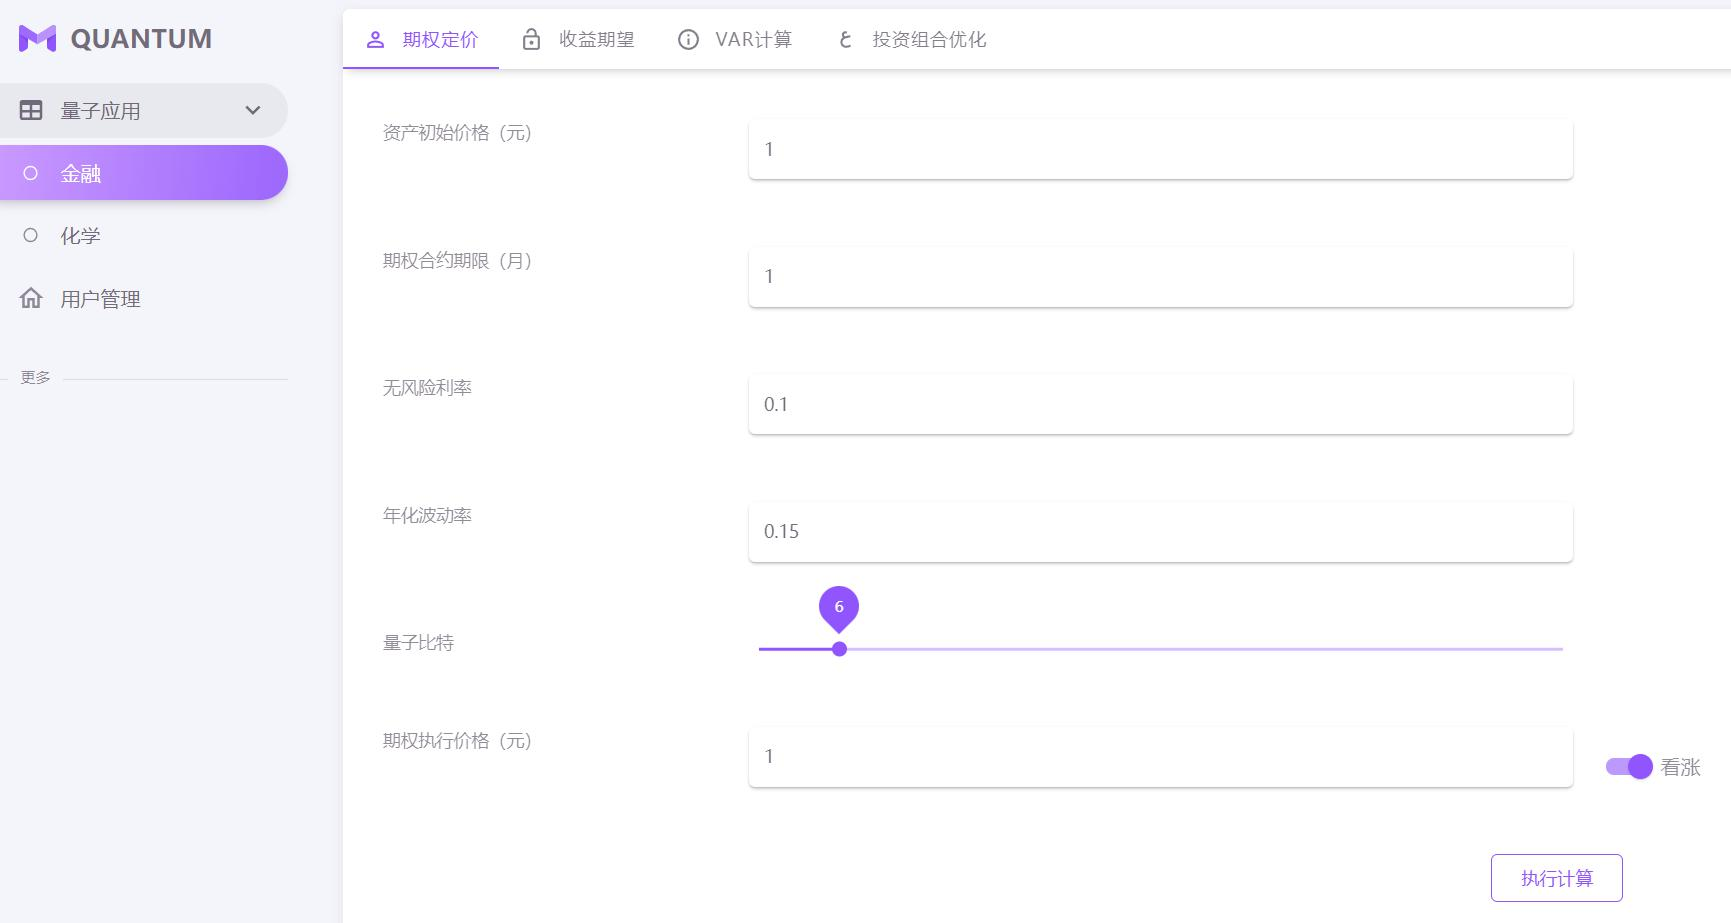 QUANTUM
量子应用
金融
化学
用户管理
更多
期权定价
收益期望
VAR计算
投资组合优化
资产初始价格（元）
1
期权合约期限（月）
1
无风险利率
0.1
年化波动率
0.15
量子比特
6
期权执行价格（元）
1
看涨
执行计算